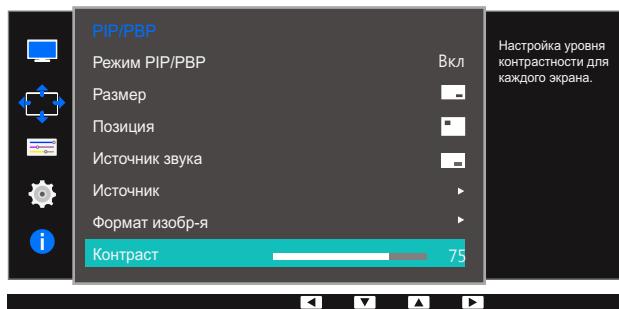 PIP/PBP
Режим PIP/PBP Вкл
Размер
Позиция
Источник звука
Источник
Формат изобр-я
Контраст 75
Настройка уровня
контрастности для
каждого экрана.